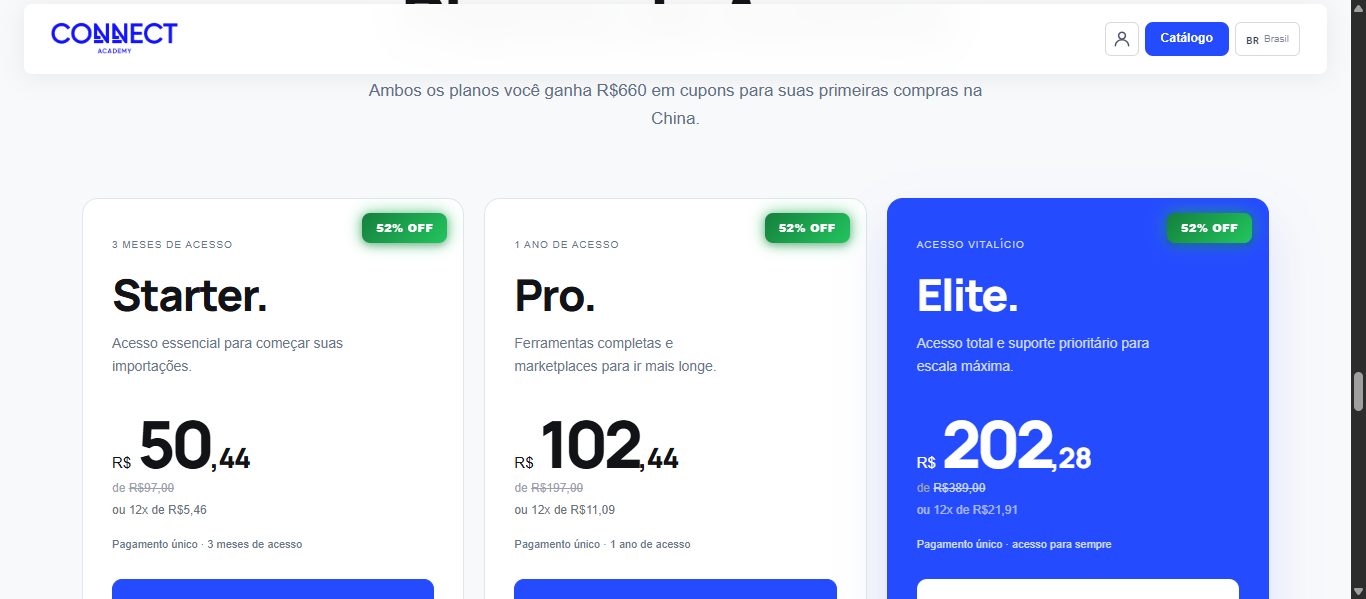 CONNECT
ACADEMY
Catálogo
BR Brasil
Ambos os planos você ganha R$660 em cupons para suas primeiras compras na
China.
52% OFF
3 MESES DE ACESSO
Starter.
Acesso essencial para começar suas
importações.
R$ 50,44
de R$97,00
ou 12x de R$5,46
Pagamento único · 3 meses de acesso
52% OFF
1 ANO DE ACESSO
Pro.
Ferramentas completas e
marketplaces para ir mais longe.
R$ 102,44
de R$197,00
ou 12x de R$11,09
Pagamento único · 1 ano de acesso
52% OFF
ACESSO VITALÍCIO
Elite.
Acesso total e suporte prioritário para
escala máxima.
R$ 202,28
de R$389,00
ou 12x de R$21,91
Pagamento único · acesso para sempre